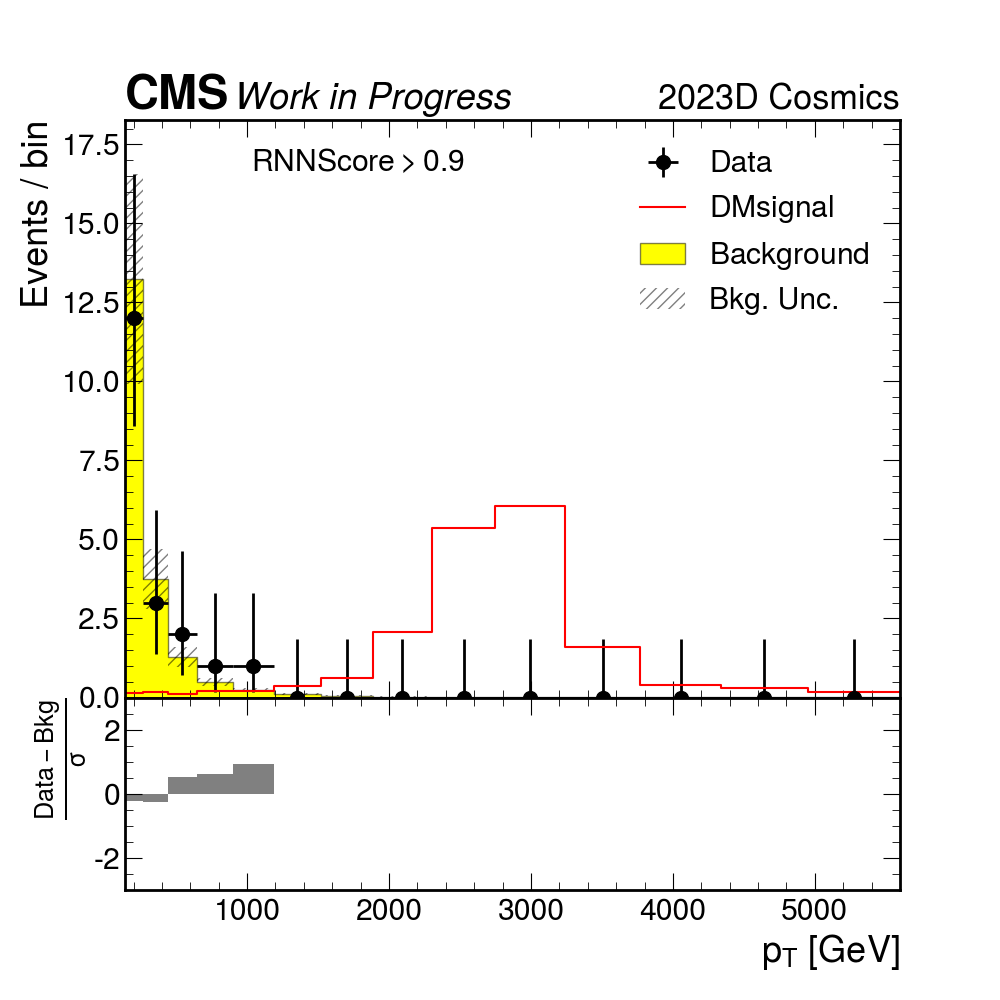 CMS Work in Progress 2023D Cosmics
Events / bin
17.5
15.0
12.5
10.0
7.5
5.0
2.5
0.0
RNNScore > 0.9
Data
DMsignal
Background
Bkg. Unc.
Data − Bkg
σ
2
0
-2
1000 2000 3000 4000 5000
pT [GeV]